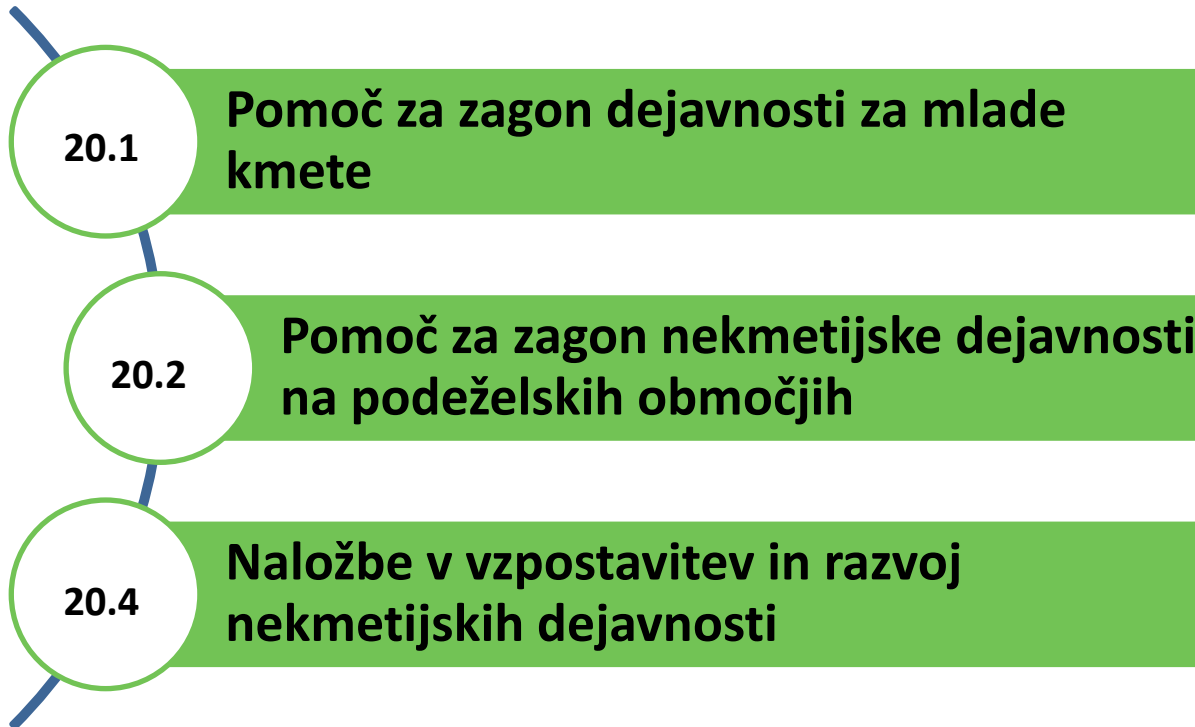 20.1
Pomoč za zagon dejavnosti za mlade
kmete
20.2
Pomoč za zagon nekmetijske dejavnosti
na podeželskih območjih
20.4
Naložbe v vzpostavitev in razvoj
nekmetijskih dejavnosti